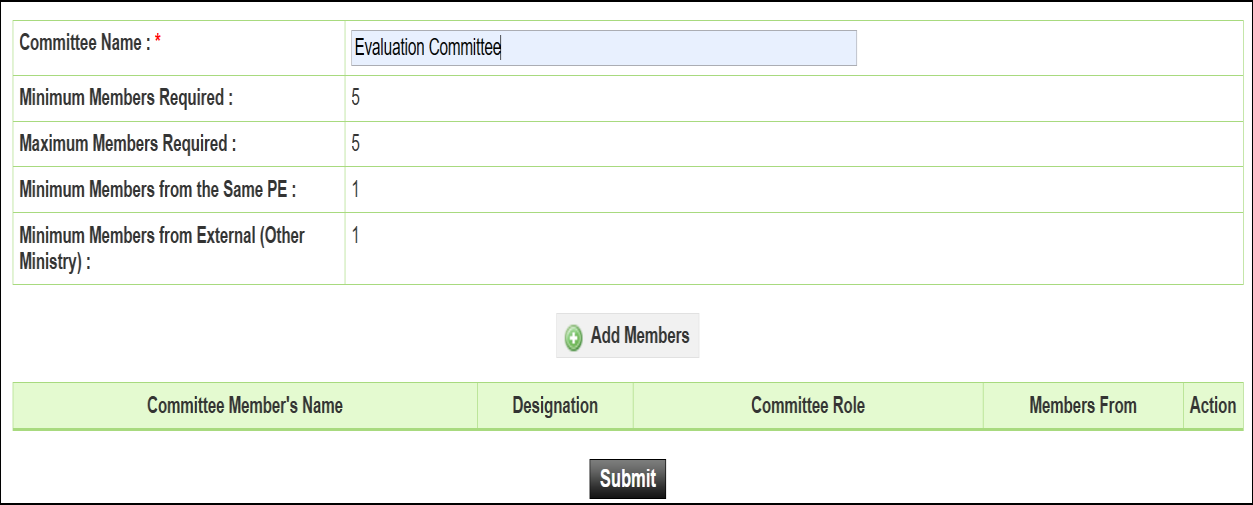 Committee Name : *
Evaluation Committee
Minimum Members Required :
5
Maximum Members Required :
5
Minimum Members from the Same PE :
1
Minimum Members from External (Other
Ministry) :
1
Add Members
Committee Member's Name
Designation
Committee Role
Members From
Action
Submit